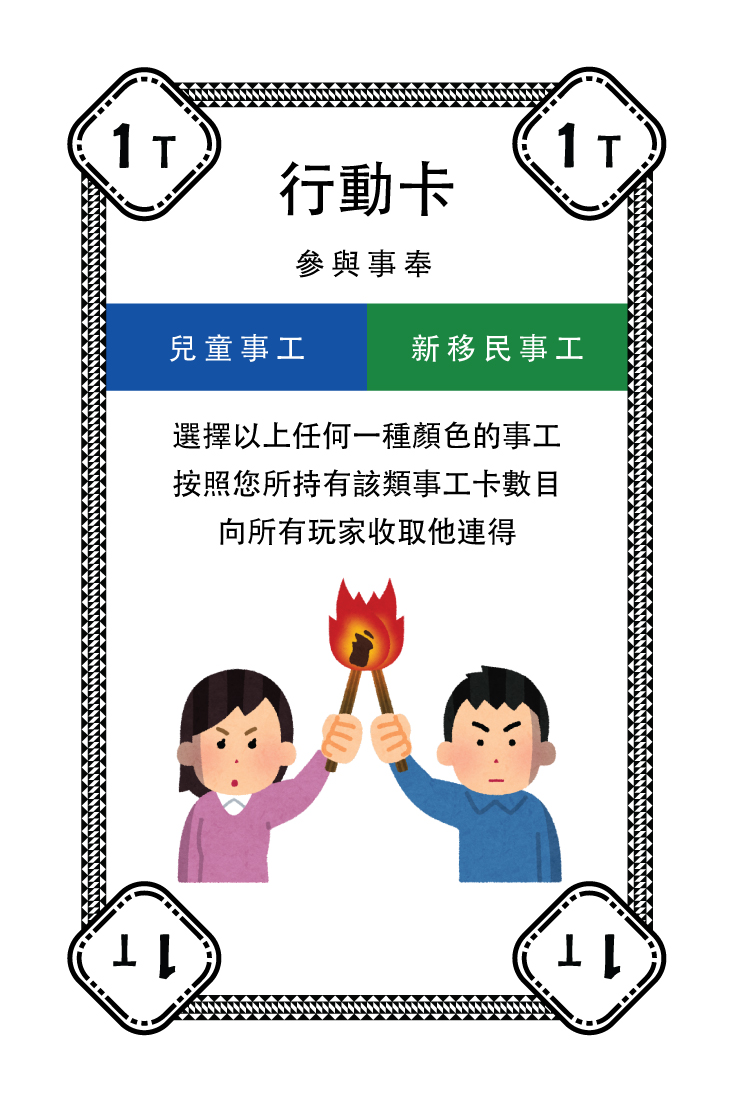 1 T
1 T
行動卡
參與事奉
兒童事工
新移民事工
選擇以上任何一種顏色的事工
按照您所持有該類事工卡數目
向所有玩家收取他連得
1 T
1 T